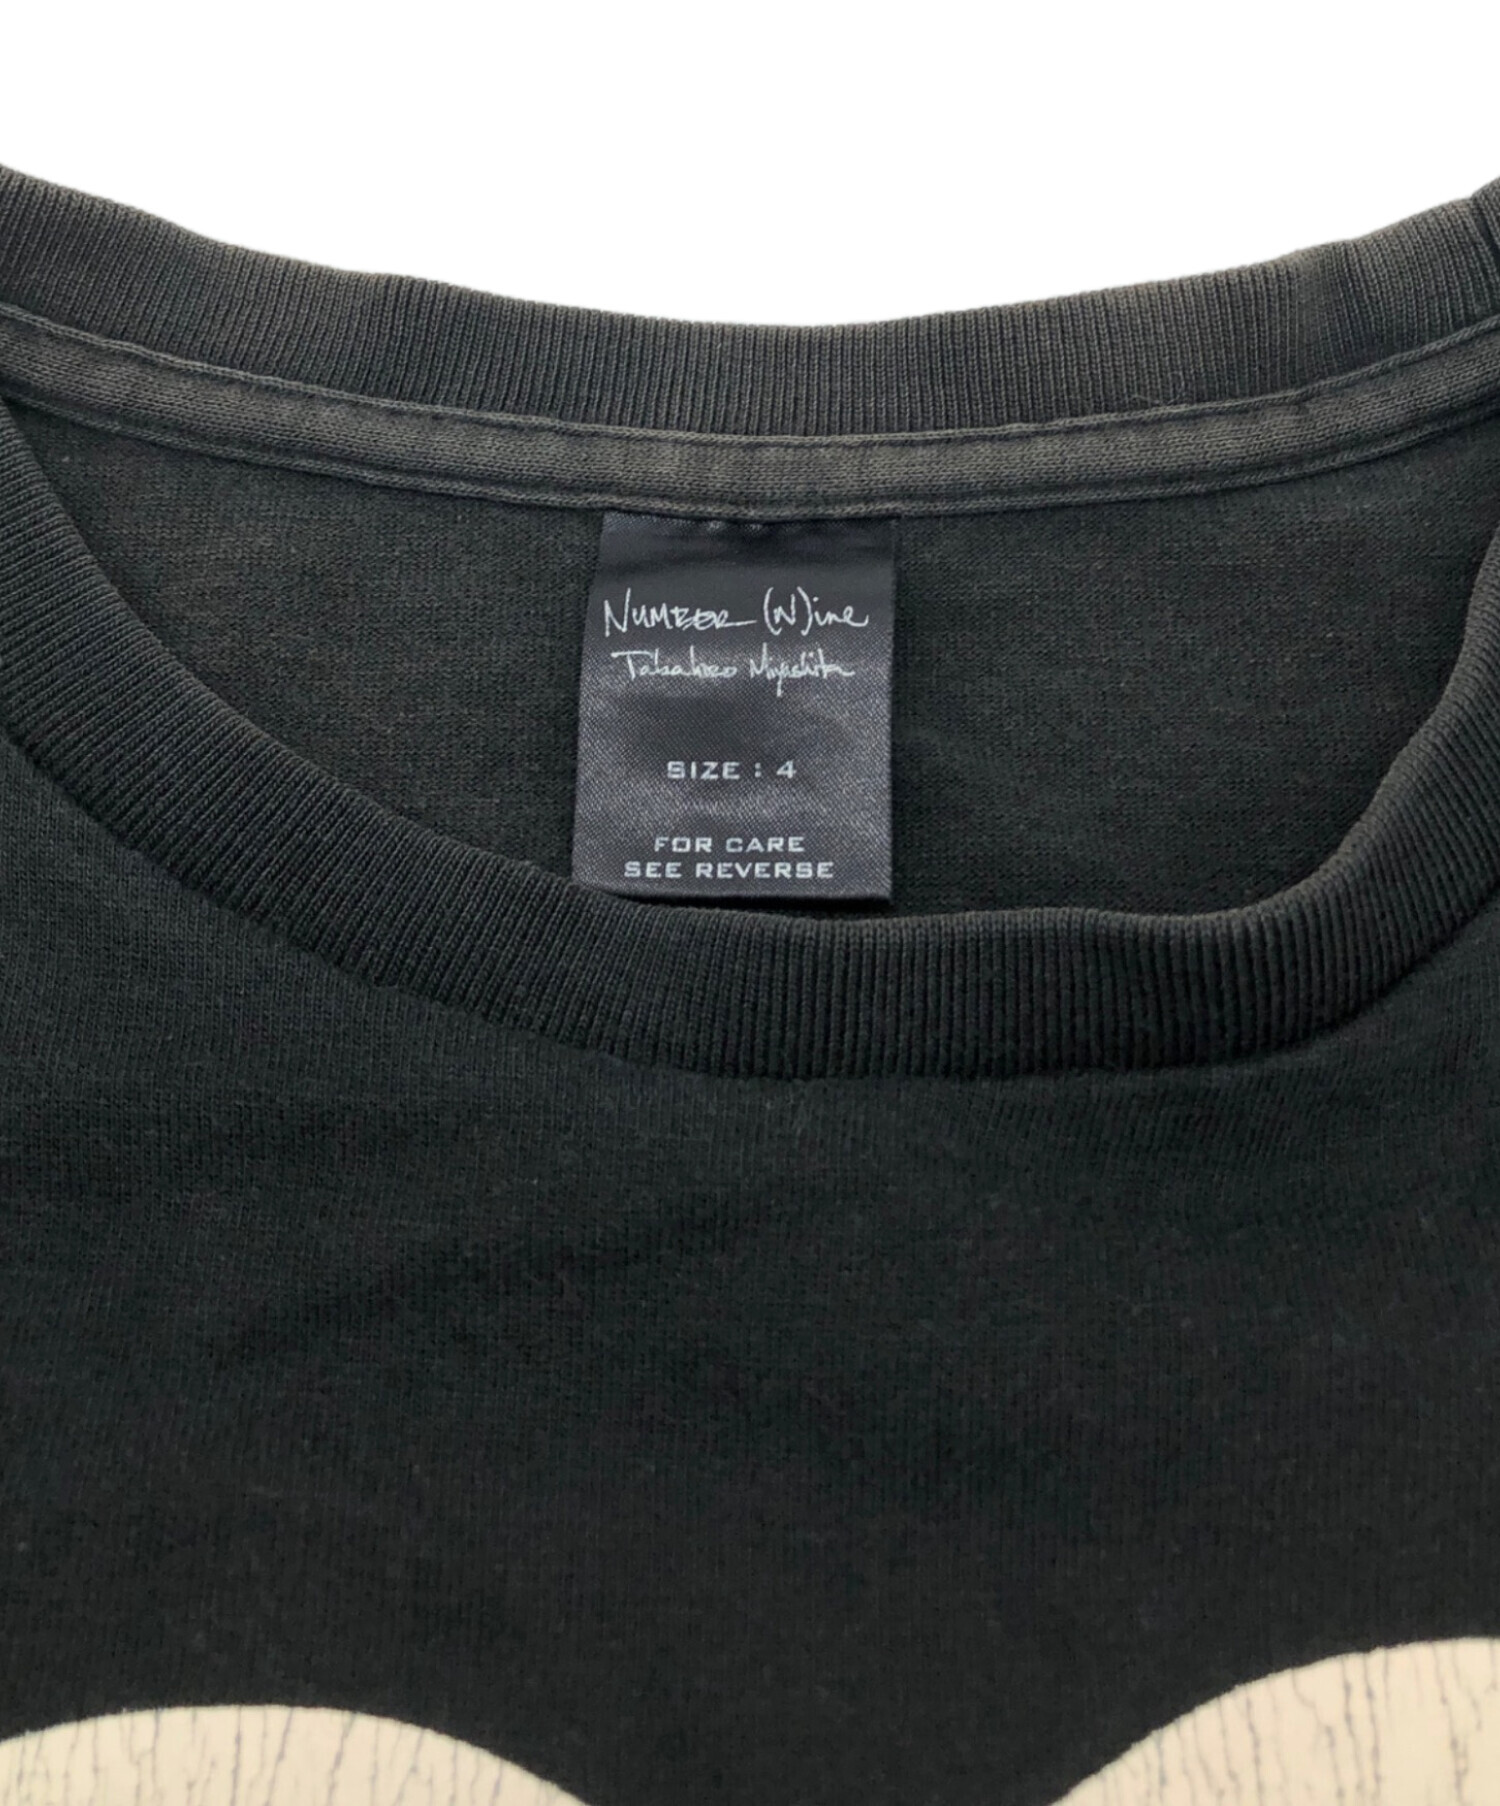 NUMBER (N)ine
Takahiro Miyashita
SIZE : 4
FOR CARE
SEE REVERSE